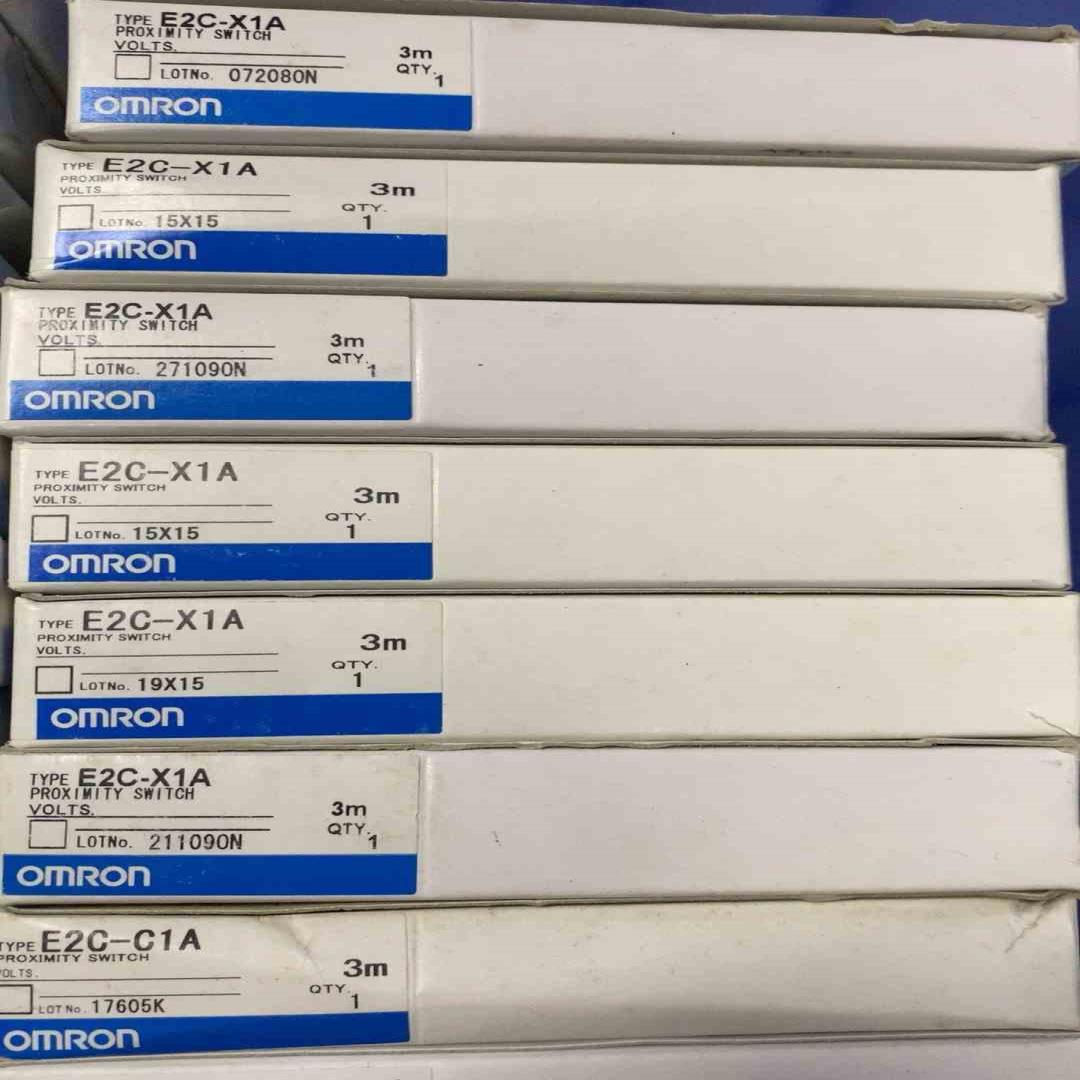 TYPE E2C-X1A
PROXIMITY SWITCH
VOLTS.
3m
QTY.
1
LOTNo. 072080N
OMRON
TYPE E2C-X1A
PROXIMITY SWITCH
VOLTS.
3m
QTY.
1
LOTNo. 15X15
OMRON
TYPE E2C-X1A
PROXIMITY SWITCH
VOLTS.
3m
QTY.
1
LOTNo. 271090N
OMRON
TYPE E2C-X1A
PROXIMITY SWITCH
VOLTS.
3m
QTY.
1
LOTNo. 15X15
OMRON
TYPE E2C-X1A
PROXIMITY SWITCH
VOLTS.
3m
QTY.
1
LOTNo. 19X15
OMRON
TYPE E2C-X1A
PROXIMITY SWITCH
VOLTS.
3m
QTY.
1
LOTNo. 211090N
OMRON
TYPE E2C-C1A
PROXIMITY SWITCH
VOLTS.
3m
QTY.
1
LOTNo. 17605K
OMRON